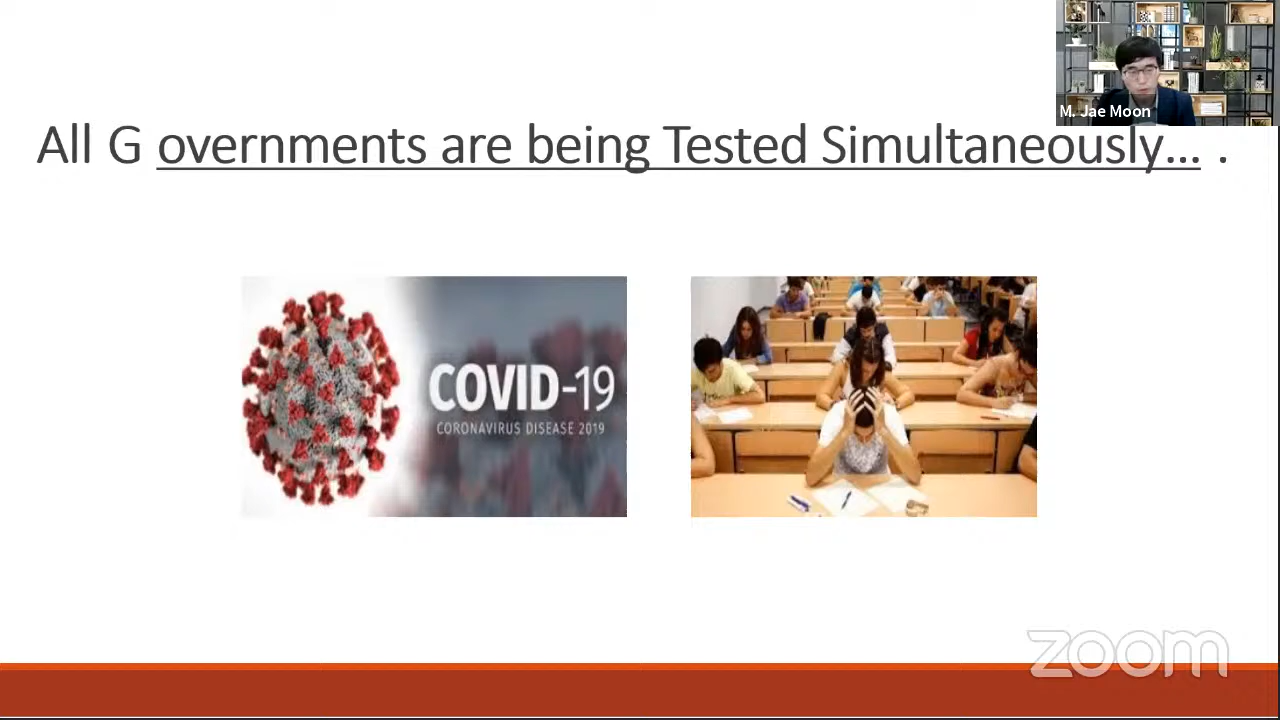 M. Jae Moon
All G overnments are being Tested Simultaneously... .
COVID-19
CORONAVIRUS DISEASE 2019
zoom